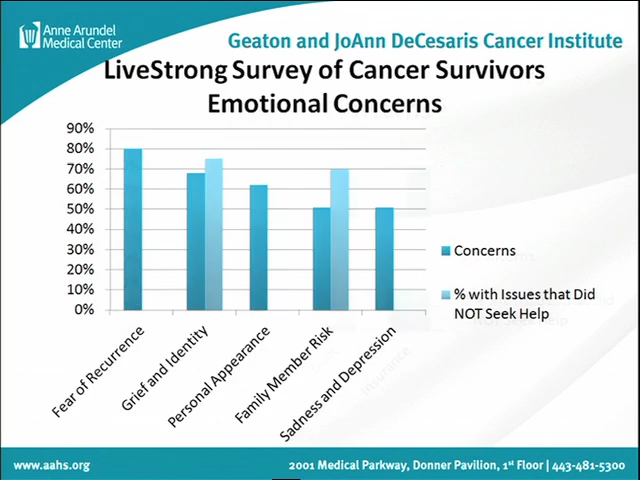 Anne Arundel
Medical Center
Geaton and JoAnn DeCesaris Cancer Institute
LiveStrong Survey of Cancer Survivors
Emotional Concerns
90%
80%
70%
60%
50%
40%
30%
20%
10%
0%
Fear of Recurrence
Grief and Identity
Personal Appearance
Family Member Risk
Sadness and Depression
Concerns
% with Issues that Did
NOT Seek Help
www.aahs.org
2001 Medical Parkway, Donner Pavilion, 1st Floor | 443-481-5300